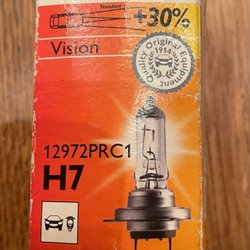 Standard
+30%
Vision
Quality Original
1914
Equipment
12972PRC1
H7